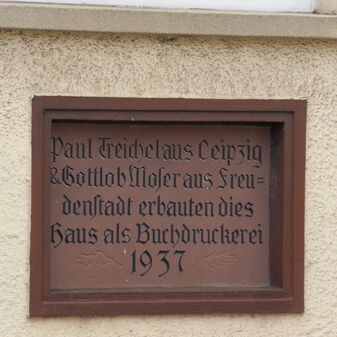 Paul Treichel aus Leipzig
& Gottlob Moſer aus Freu=
denſtadt erbauten dies
Haus als Buchdruckerei
1937